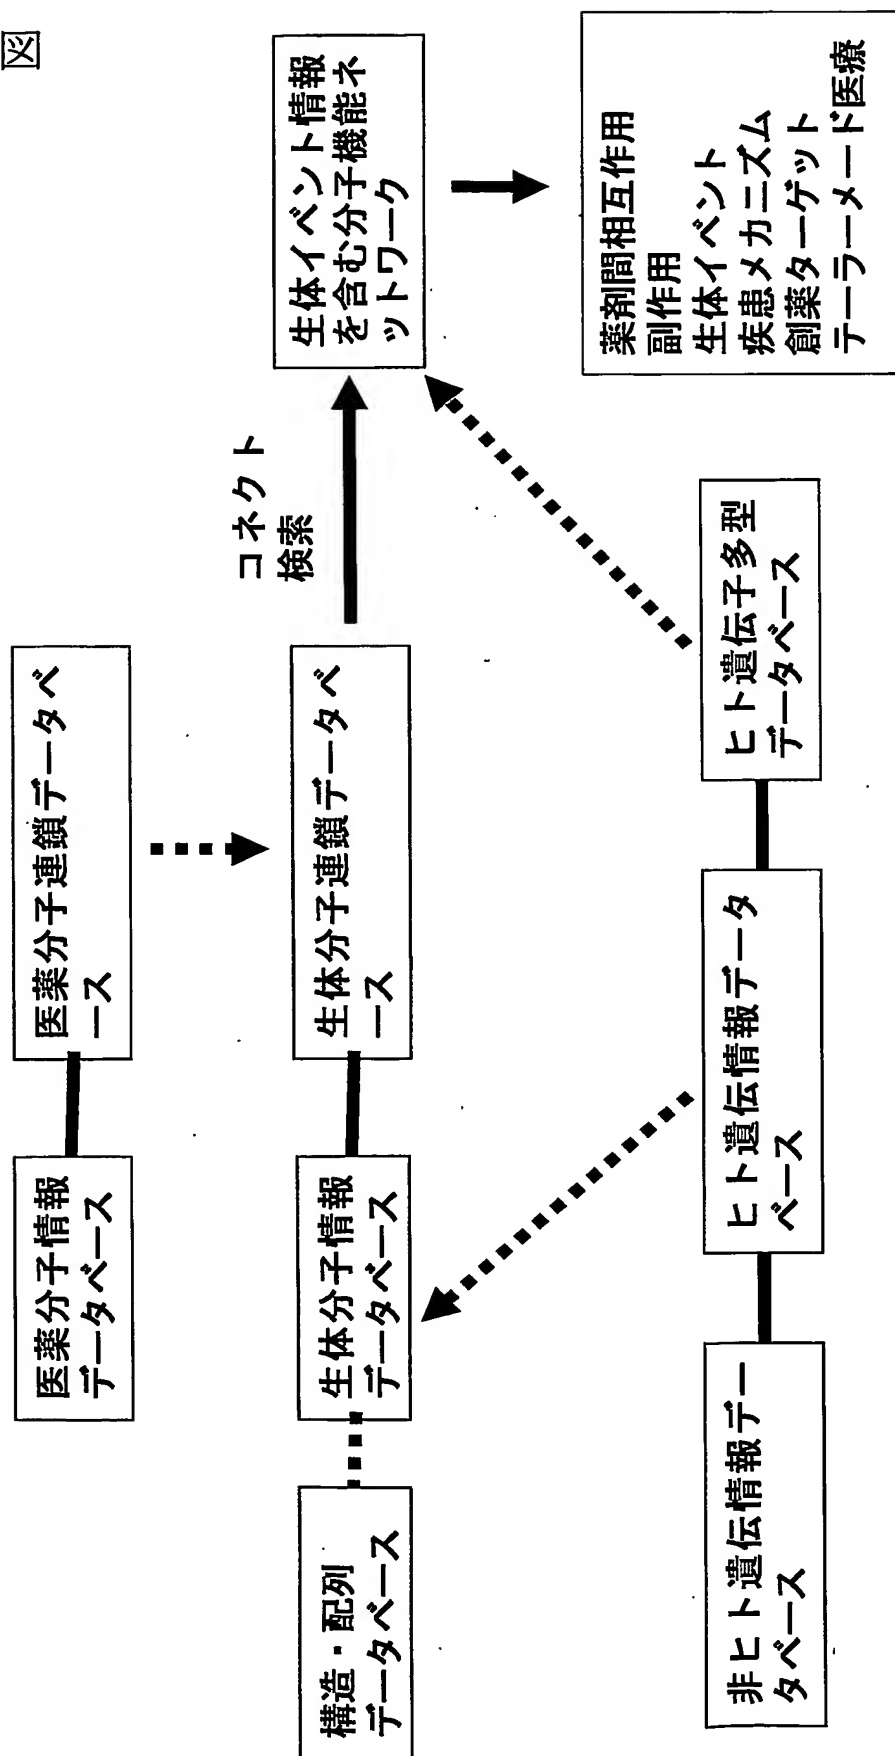 図
医薬分子情報
データベース
医薬分子連鎖データベ
ース
構造・配列
データベース
生体分子情報
データベース
生体分子連鎖データベ
ース
コネクト
検索
生体イベント情報
を含む分子機能ネ
ットワーク
非ヒト遺伝情報デー
タベース
ヒト遺伝情報データ
ベース
ヒト遺伝子多型
データベース
薬剤間相互作用
副作用
生体イベント
疾患メカニズム
創薬ターゲット
テーラーメード医療